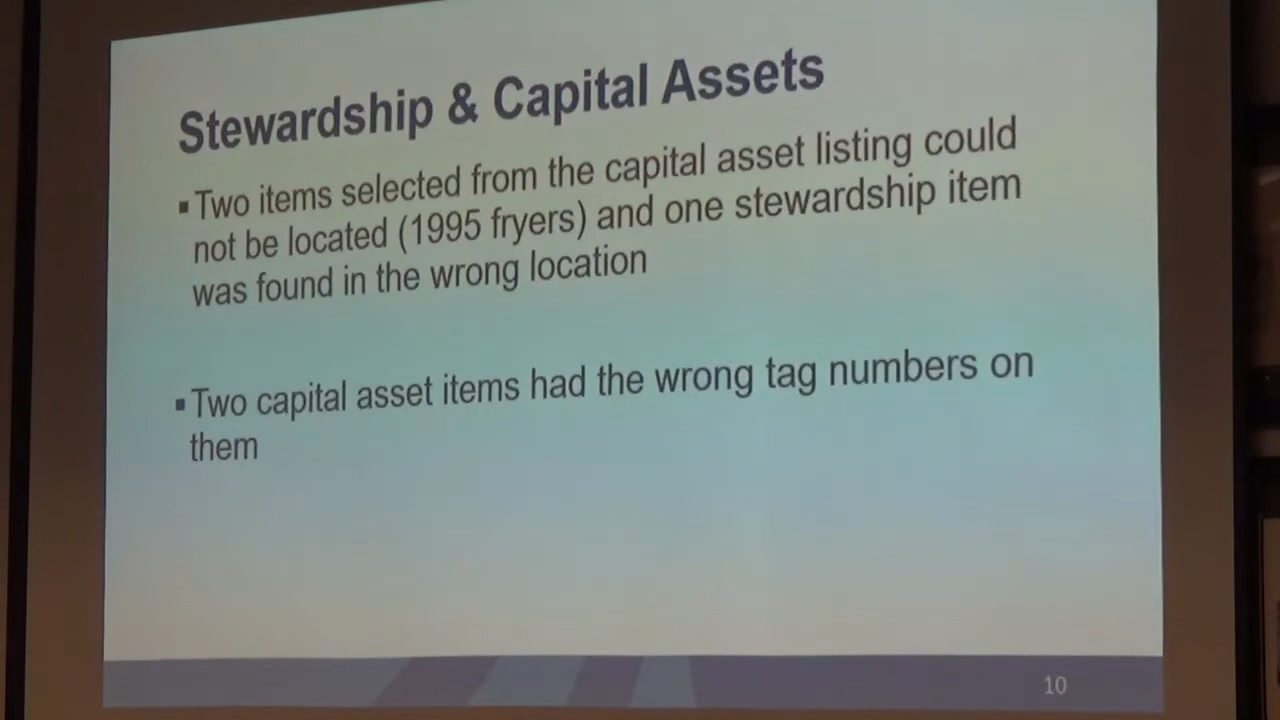 Stewardship & Capital Assets
▪Two items selected from the capital asset listing could
not be located (1995 fryers) and one stewardship item
was found in the wrong location
▪Two capital asset items had the wrong tag numbers on
them
10